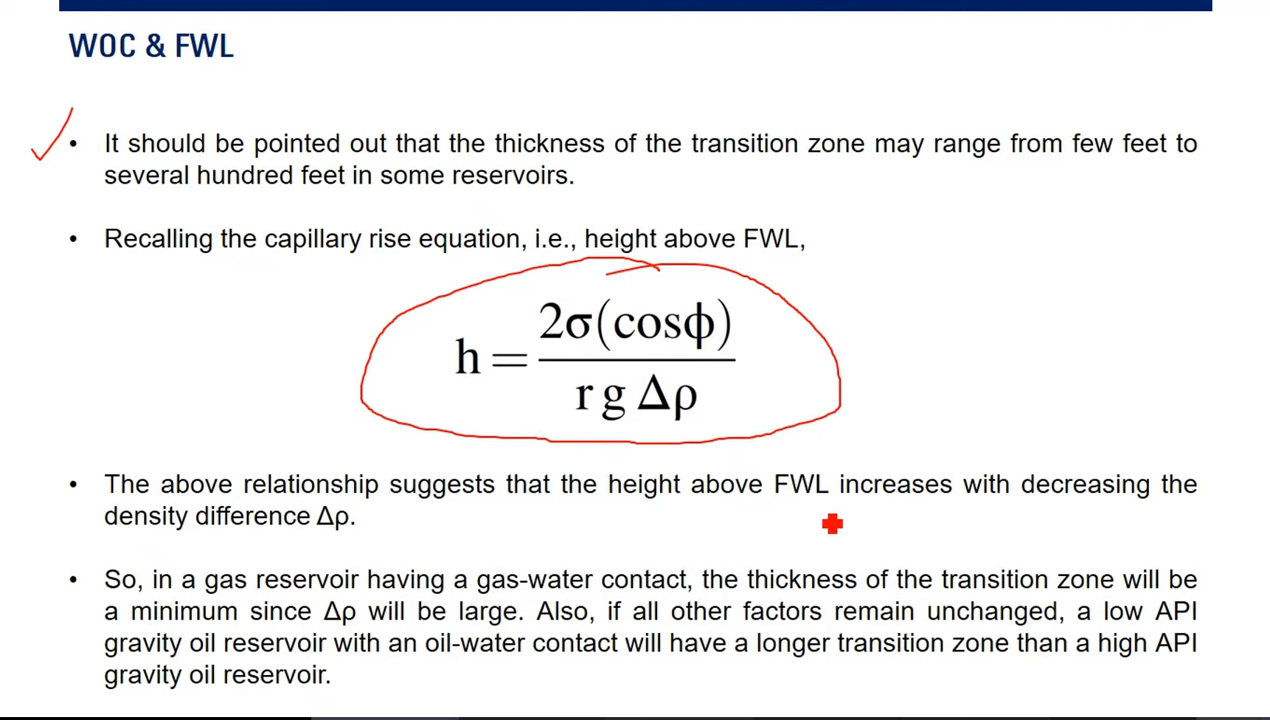 WOC & FWL
• It should be pointed out that the thickness of the transition zone may range from few feet to
several hundred feet in some reservoirs.
• Recalling the capillary rise equation, i.e., height above FWL,
h = 2σ(cosϕ) / r g Δρ
• The above relationship suggests that the height above FWL increases with decreasing the
density difference Δρ.
• So, in a gas reservoir having a gas-water contact, the thickness of the transition zone will be
a minimum since Δρ will be large. Also, if all other factors remain unchanged, a low API
gravity oil reservoir with an oil-water contact will have a longer transition zone than a high API
gravity oil reservoir.